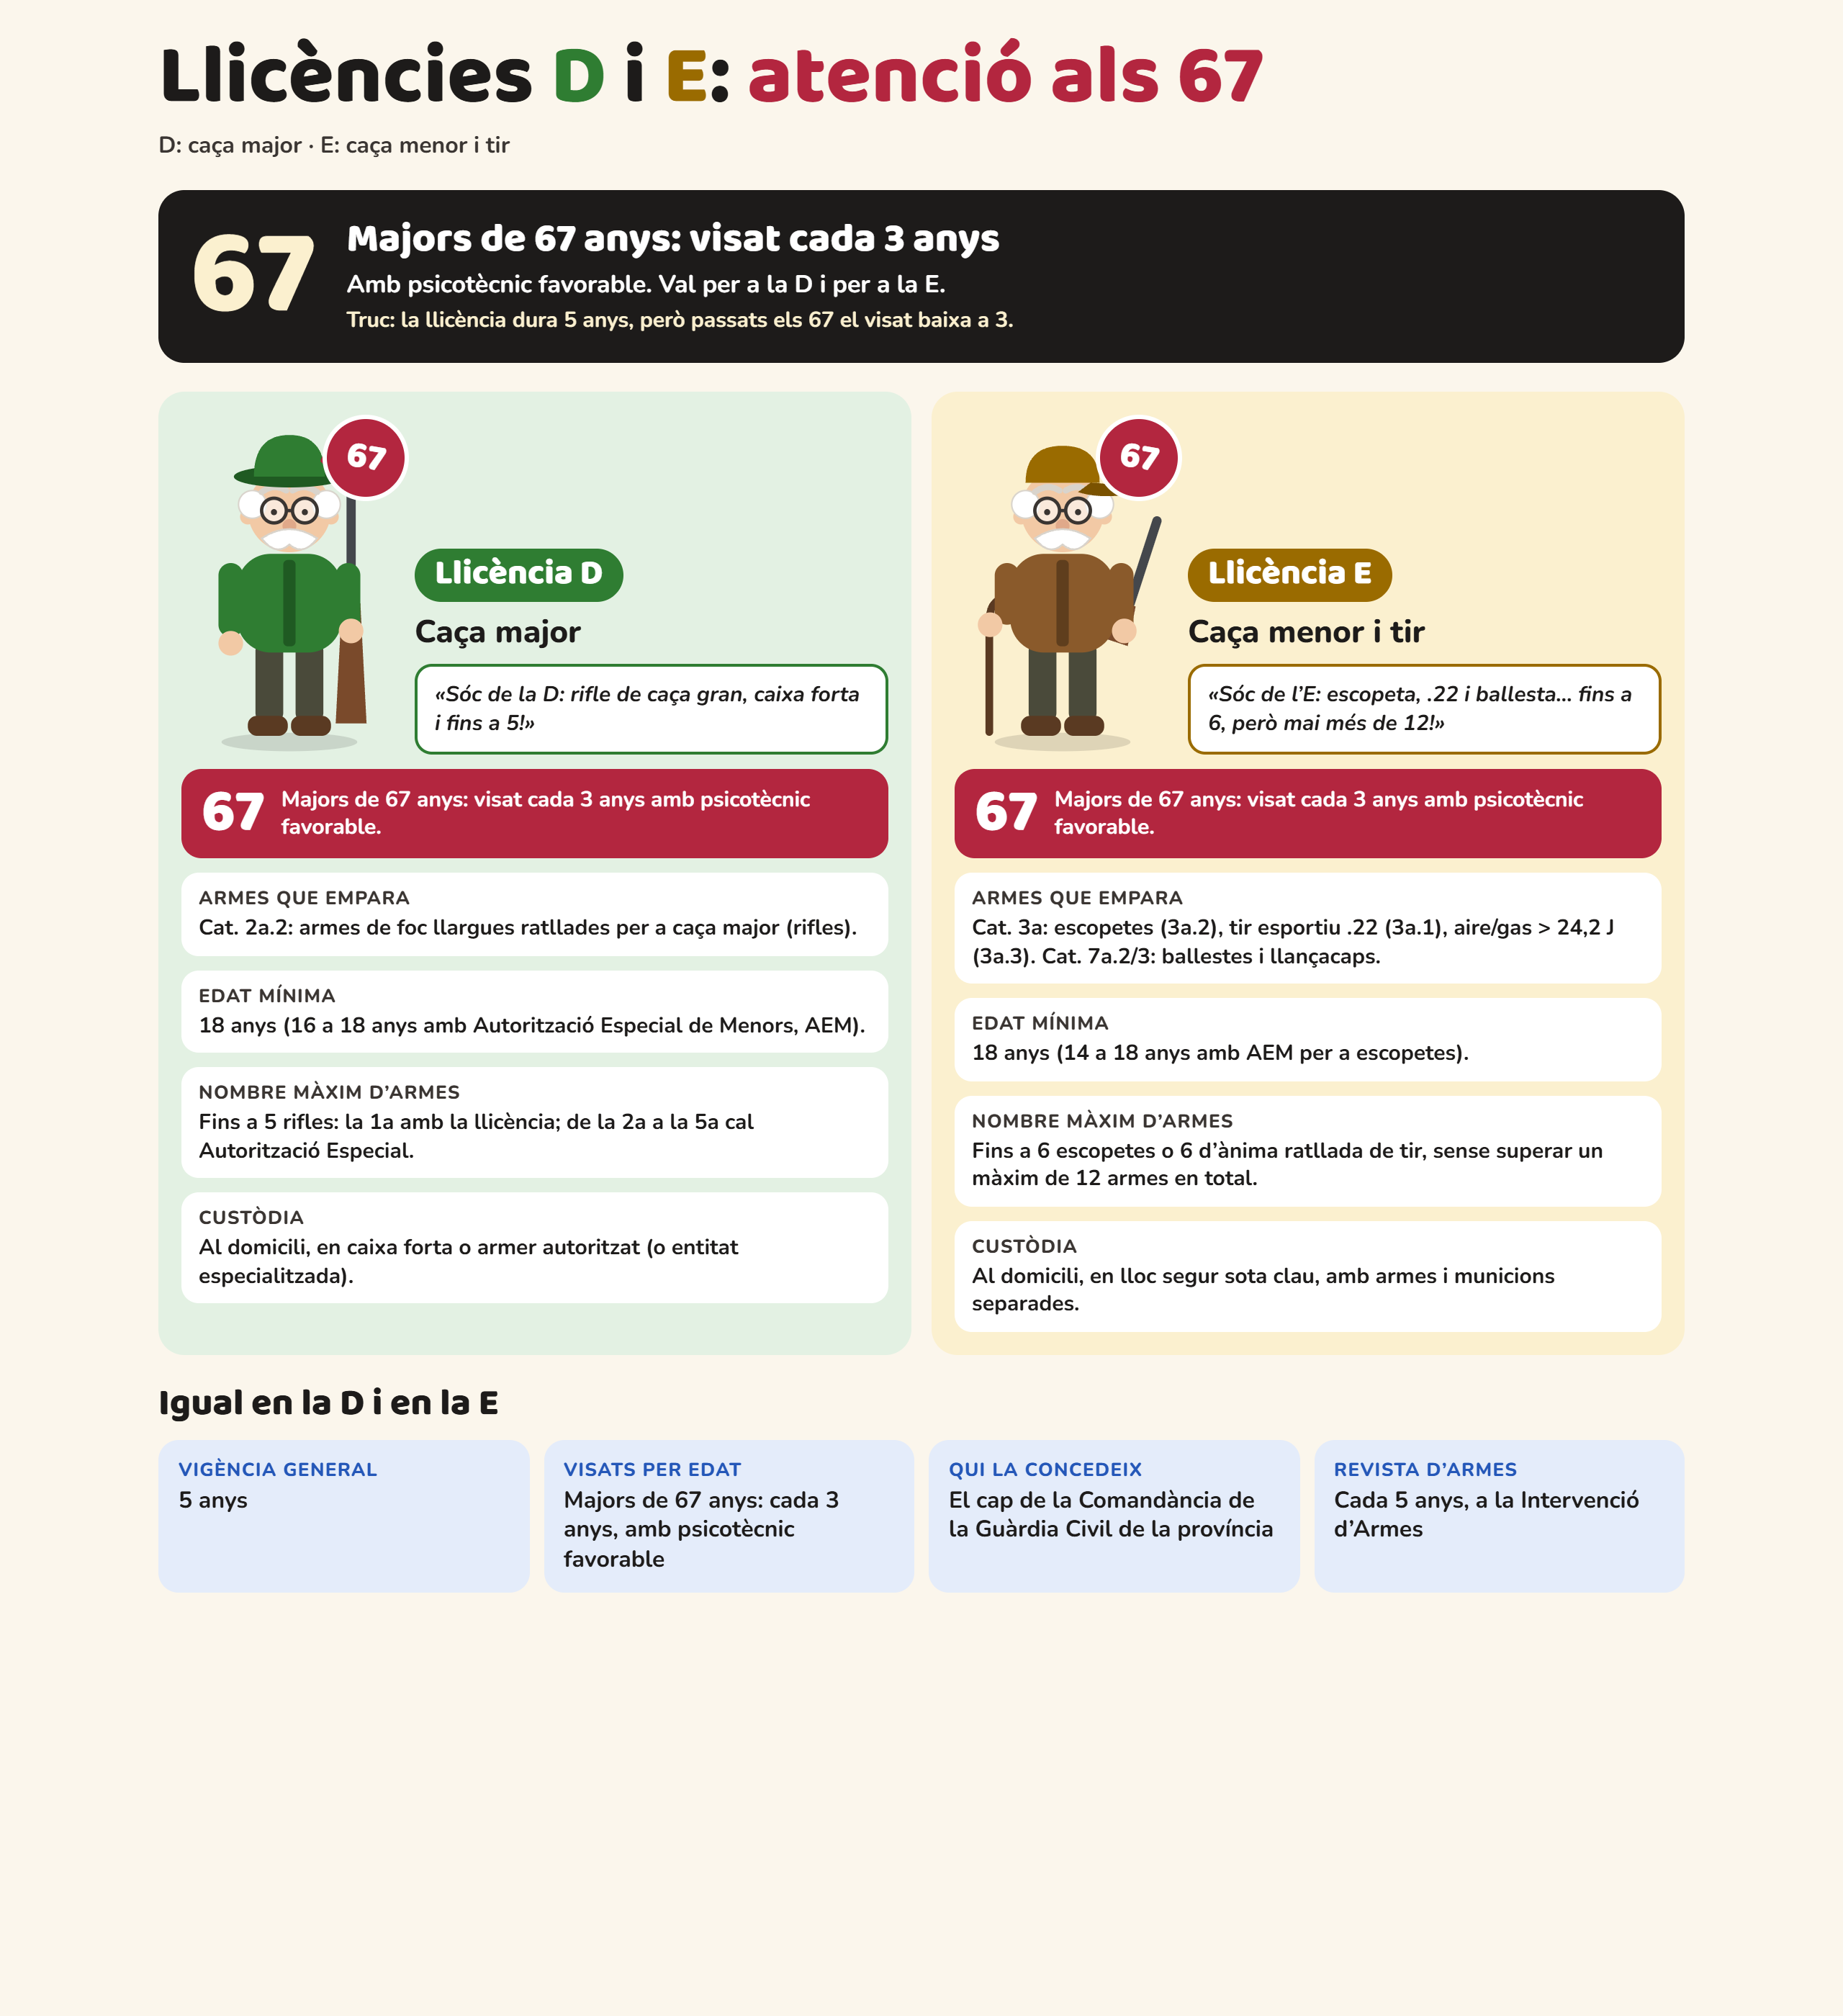 Llicències D i E: atenció als 67
D: caça major · E: caça menor i tir
67
Majors de 67 anys: visat cada 3 anys
Amb psicotècnic favorable. Val per a la D i per a la E.
Truc: la llicència dura 5 anys, però passats els 67 el visat baixa a 3.
67
Llicència D
Caça major
«Sóc de la D: rifle de caça gran, caixa forta
i fins a 5!»
67
Majors de 67 anys: visat cada 3 anys amb psicotècnic
favorable.
ARMES QUE EMPARA
Cat. 2a.2: armes de foc llargues ratllades per a caça major (rifles).
EDAT MÍNIMA
18 anys (16 a 18 anys amb Autorització Especial de Menors, AEM).
NOMBRE MÀXIM D’ARMES
Fins a 5 rifles: la 1a amb la llicència; de la 2a a la 5a cal
Autorització Especial.
CUSTÒDIA
Al domicili, en caixa forta o armer autoritzat (o entitat
especialitzada).
67
Llicència E
Caça menor i tir
«Sóc de l’E: escopeta, .22 i ballesta... fins a
6, però mai més de 12!»
67
Majors de 67 anys: visat cada 3 anys amb psicotècnic
favorable.
ARMES QUE EMPARA
Cat. 3a: escopetes (3a.2), tir esportiu .22 (3a.1), aire/gas > 24,2 J
(3a.3). Cat. 7a.2/3: ballestes i llançacaps.
EDAT MÍNIMA
18 anys (14 a 18 anys amb AEM per a escopetes).
NOMBRE MÀXIM D’ARMES
Fins a 6 escopetes o 6 d’ànima ratllada de tir, sense superar un
màxim de 12 armes en total.
CUSTÒDIA
Al domicili, en lloc segur sota clau, amb armes i municions
separades.
Igual en la D i en la E
VIGÈNCIA GENERAL
5 anys
VISATS PER EDAT
Majors de 67 anys: cada 3
anys, amb psicotècnic
favorable
QUI LA CONCEDEIX
El cap de la Comandància de
la Guàrdia Civil de la província
REVISTA D’ARMES
Cada 5 anys, a la Intervenció
d’Armes